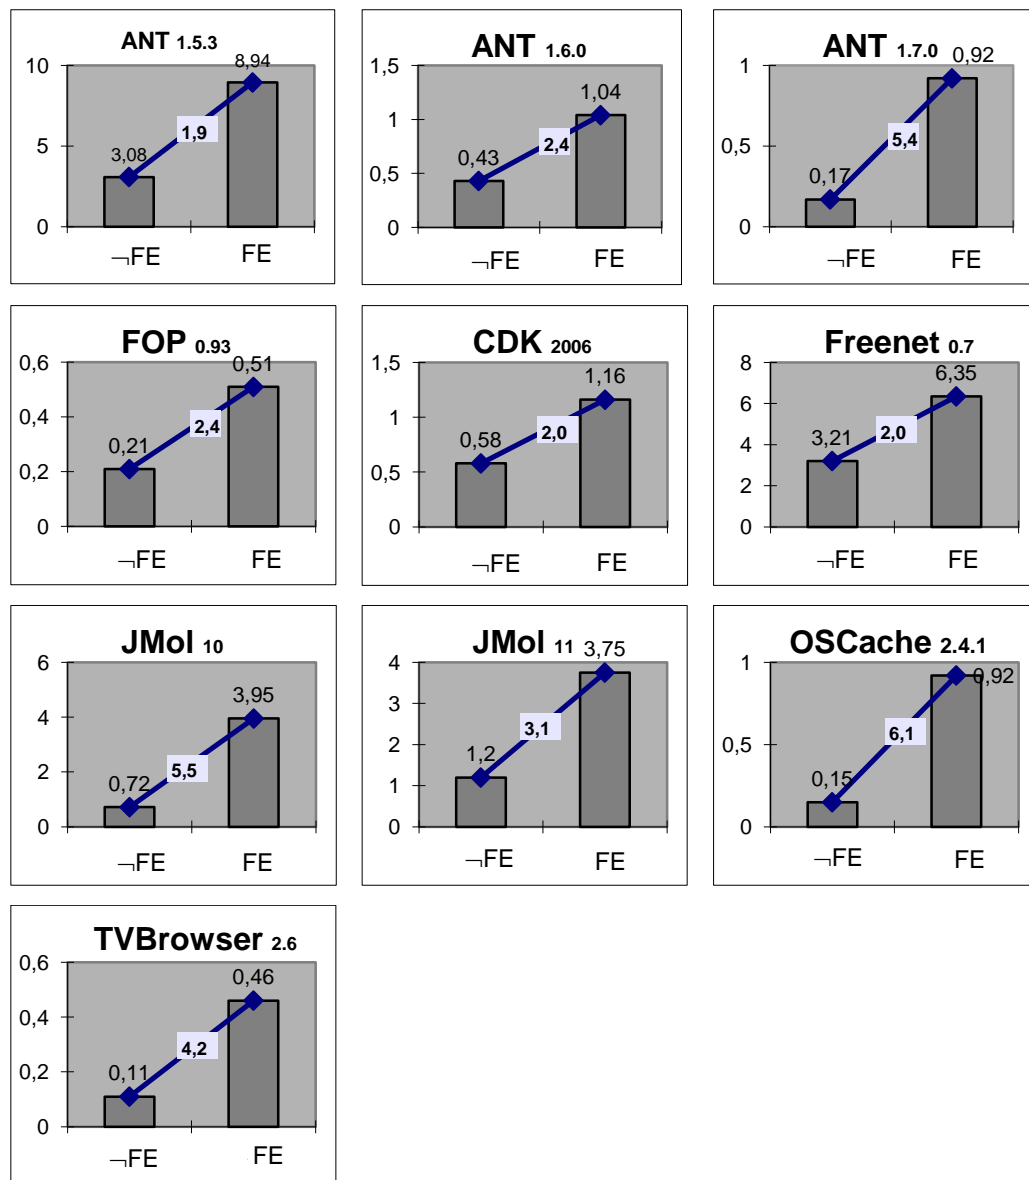 ANT 1.5.3
10
5
0
8,94
3,08
1,9
¬FE
FE
ANT 1.6.0
1,5
1
0,5
0
1,04
0,43
2,4
¬FE
FE
ANT 1.7.0
1
0,5
0
0,92
0,17
5,4
¬FE
FE
FOP 0.93
0,6
0,4
0,2
0
0,51
0,21
2,4
¬FE
FE
CDK 2006
1,5
1
0,5
0
1,16
0,58
2,0
¬FE
FE
Freenet 0.7
8
6
4
2
0
6,35
3,21
2,0
¬FE
FE
JMol 10
6
4
2
0
3,95
0,72
5,5
¬FE
FE
JMol 11
4
3
2
1
0
3,75
1,2
3,1
¬FE
FE
OSCache 2.4.1
1
0,5
0
0,92
0,15
6,1
¬FE
FE
TVBrowser 2.6
0,6
0,4
0,2
0
0,46
0,11
4,2
¬FE
FE